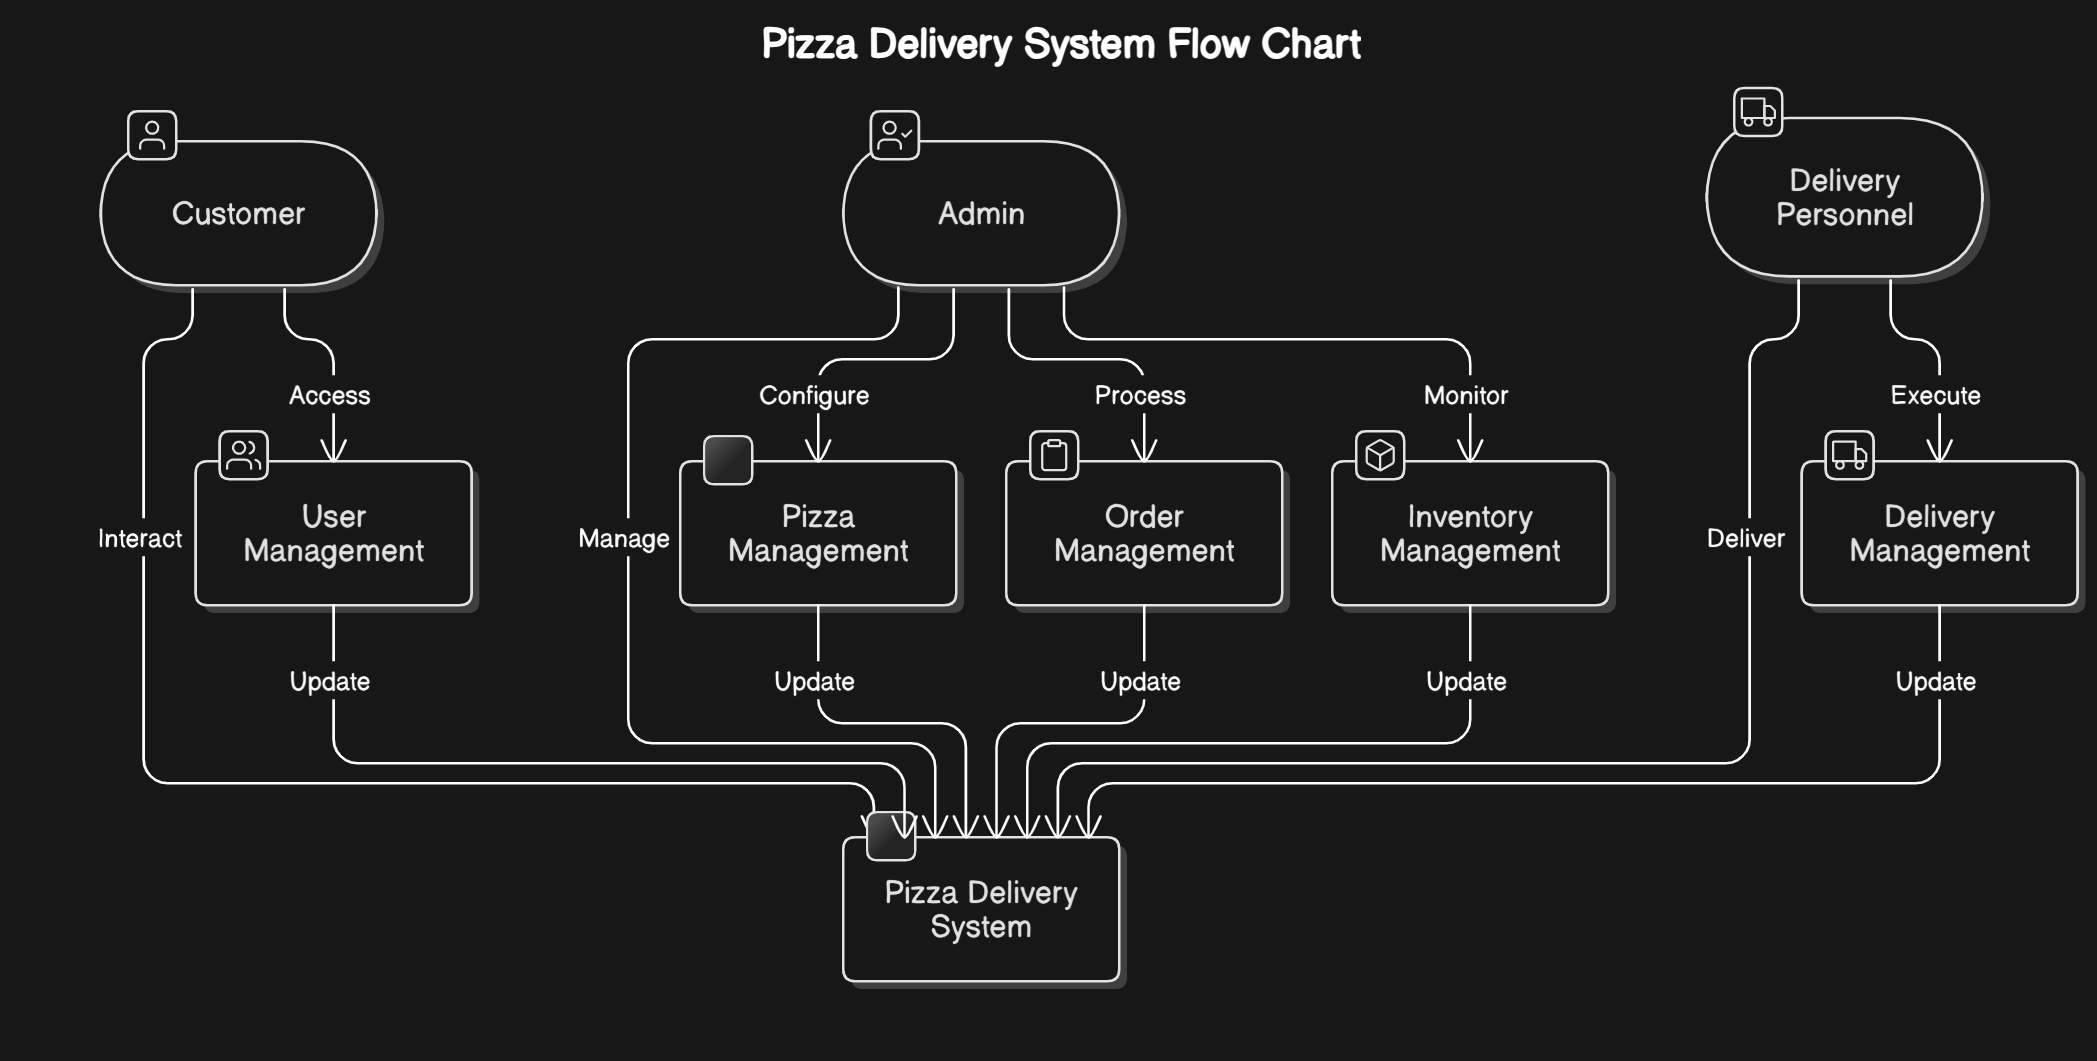 Pizza Delivery System Flow Chart
Customer
Admin
Delivery
Personnel
Access
Configure
Process
Monitor
Execute
Interact
User
Management
Manage
Pizza
Management
Order
Management
Inventory
Management
Deliver
Delivery
Management
Update
Update
Update
Update
Update
Pizza Delivery
System